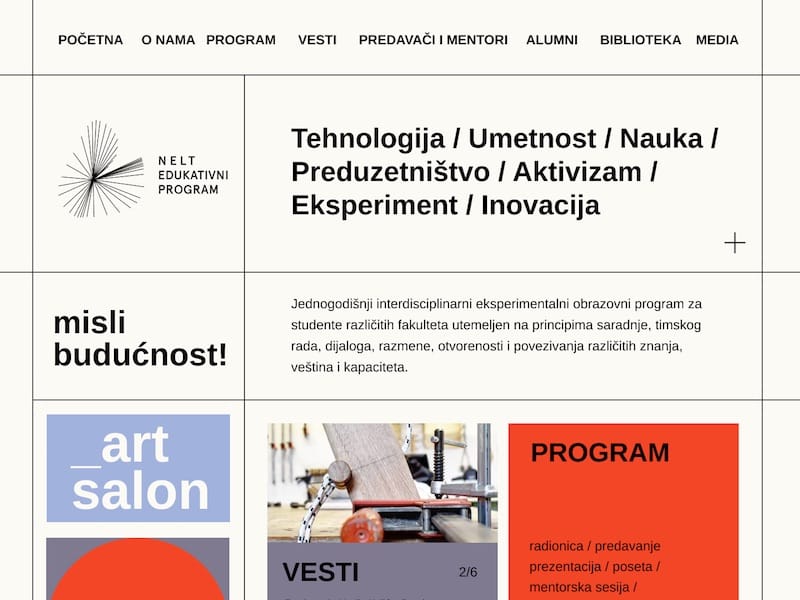 POČETNA O NAMA PROGRAM VESTI PREDAVAČI I MENTORI ALUMNI BIBLIOTEKA MEDIA
NELT
EDUKATIVNI
PROGRAM
Tehnologija / Umetnost / Nauka /
Preduzetništvo / Aktivizam /
Eksperiment / Inovacija
misli
budućnost!
Jednogodišnji interdisciplinarni eksperimentalni obrazovni program za
studente različitih fakulteta utemeljen na principima saradnje, timskog
rada, dijaloga, razmene, otvorenosti i povezivanja različitih znanja,
veština i kapaciteta.
_art
salon
VESTI 2/6
PROGRAM
radionica / predavanje
prezentacija / poseta /
mentorska sesija /